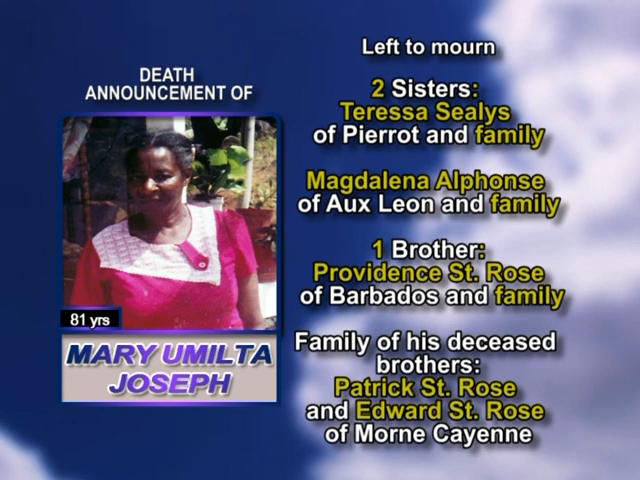 DEATH
ANNOUNCEMENT OF
81 yrs
MARY UMILTA
JOSEPH
Left to mourn
2 Sisters:
Teressa Sealys
of Pierrot and family
Magdalena Alphonse
of Aux Leon and family
1 Brother:
Providence St. Rose
of Barbados and family
Family of his deceased
brothers:
Patrick St. Rose
and Edward St. Rose
of Morne Cayenne